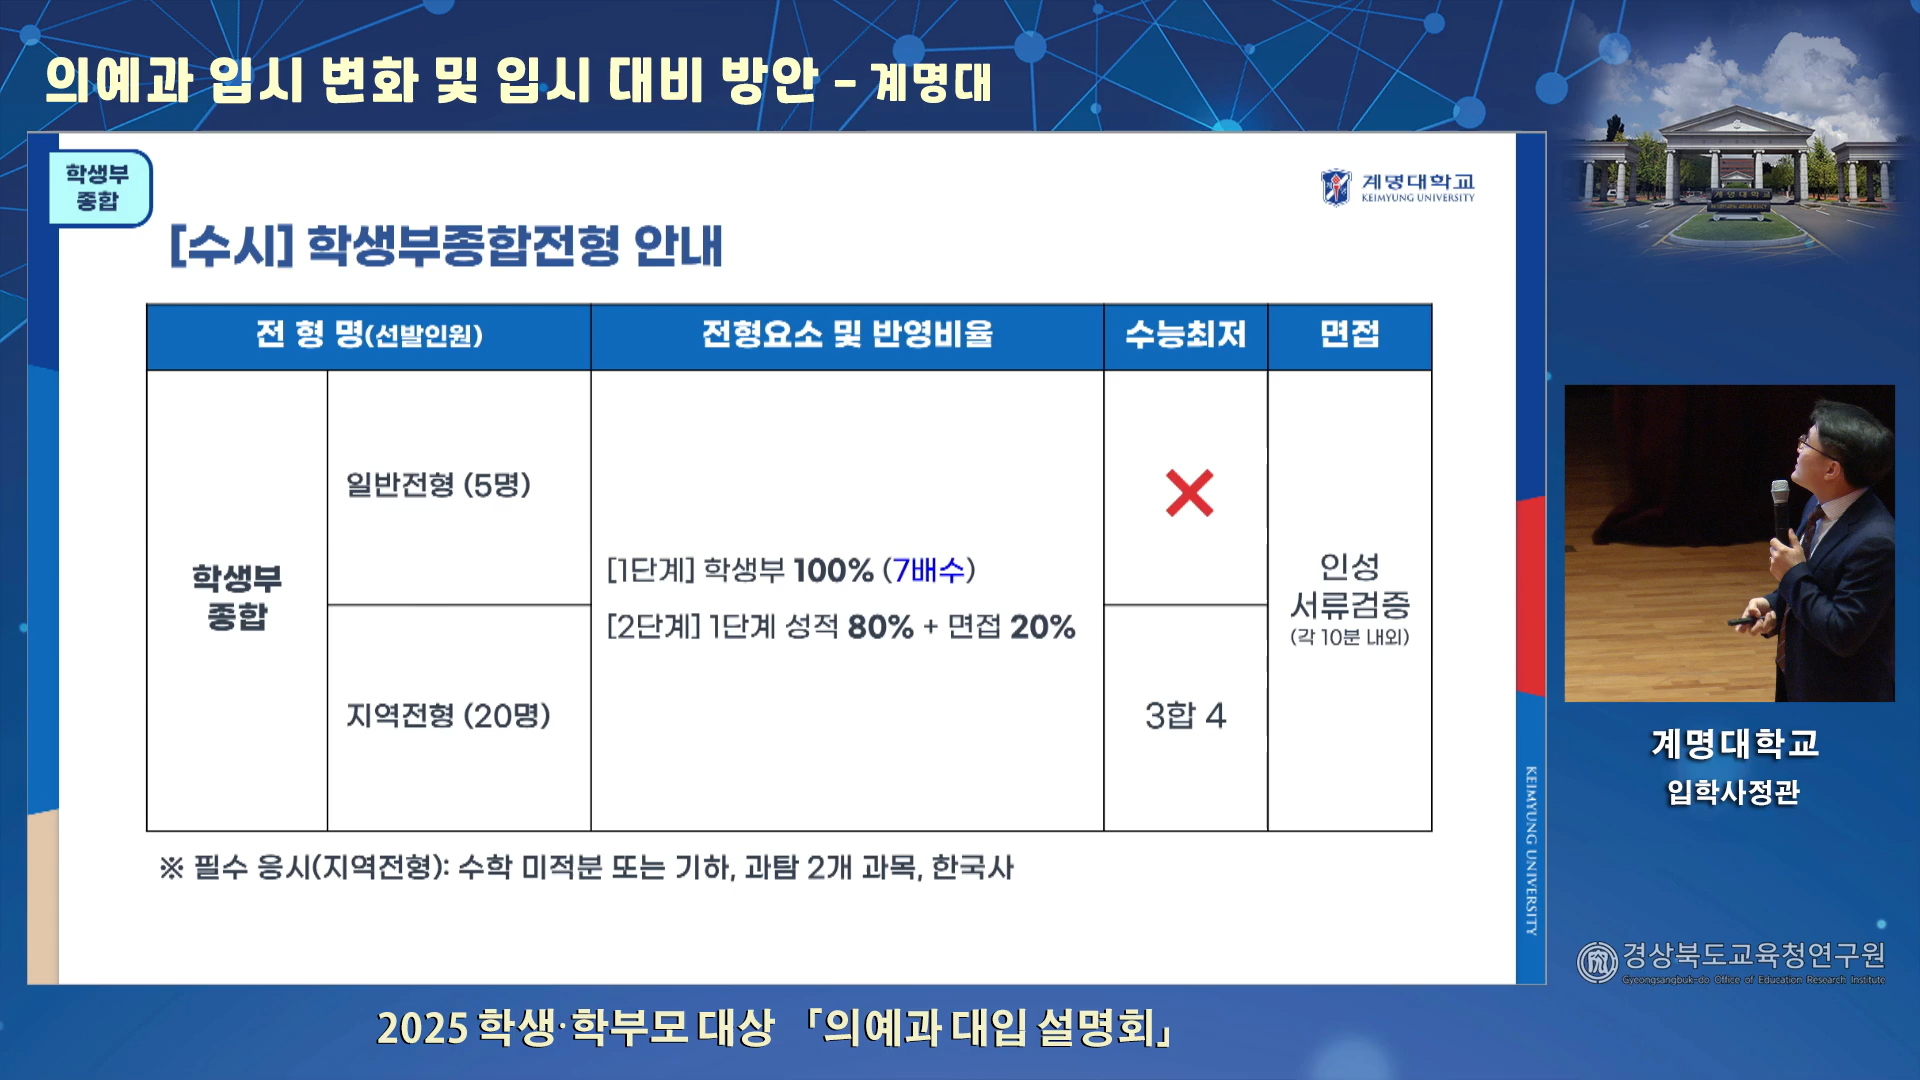 의예과 입시 변화 및 입시 대비 방안 - 계명대
학생부
종합
계명대학교
KEIMYUNG UNIVERSITY
[수시] 학생부종합전형 안내
전 형 명(선발인원)
전형요소 및 반영비율
수능최저
면접
학생부
종합
일반전형 (5명)
지역전형 (20명)
[1단계] 학생부 100% (7배수)
[2단계] 1단계 성적 80% + 면접 20%
3합 4
인성
서류검증
(각 10분 내외)
※ 필수 응시(지역전형): 수학 미적분 또는 기하, 과탐 2개 과목, 한국사
KEIMYUNG UNIVERSITY
계명대학교
입학사정관
경상북도교육청연구원
Gyeongsangbuk-do Office of Education Research Institute
2025 학생·학부모 대상 「의예과 대입 설명회」